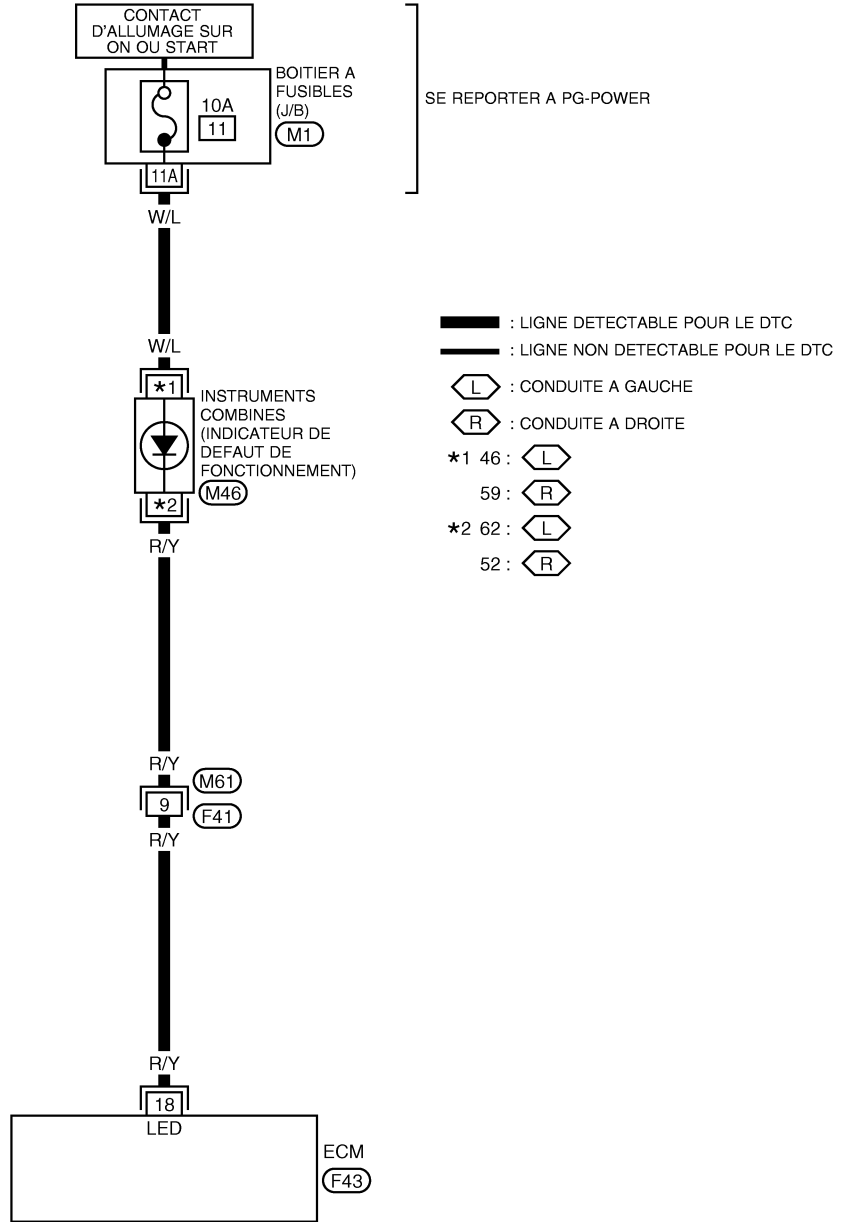 CONTACT
D'ALLUMAGE SUR
ON OU START
BOITIER A
FUSIBLES
(J/B)
M1
10A
11
SE REPORTER A PG-POWER
11A
W/L
W/L
*1
INSTRUMENTS
COMBINES
(INDICATEUR DE
DEFAUT DE
FONCTIONNEMENT)
M46
*2
R/Y
: LIGNE DETECTABLE POUR LE DTC
: LIGNE NON DETECTABLE POUR LE DTC
L : CONDUITE A GAUCHE
R : CONDUITE A DROITE
*1 46 : L
59 : R
*2 62 : L
52 : R
R/Y
M61
9
F41
R/Y
R/Y
18
LED
ECM
F43